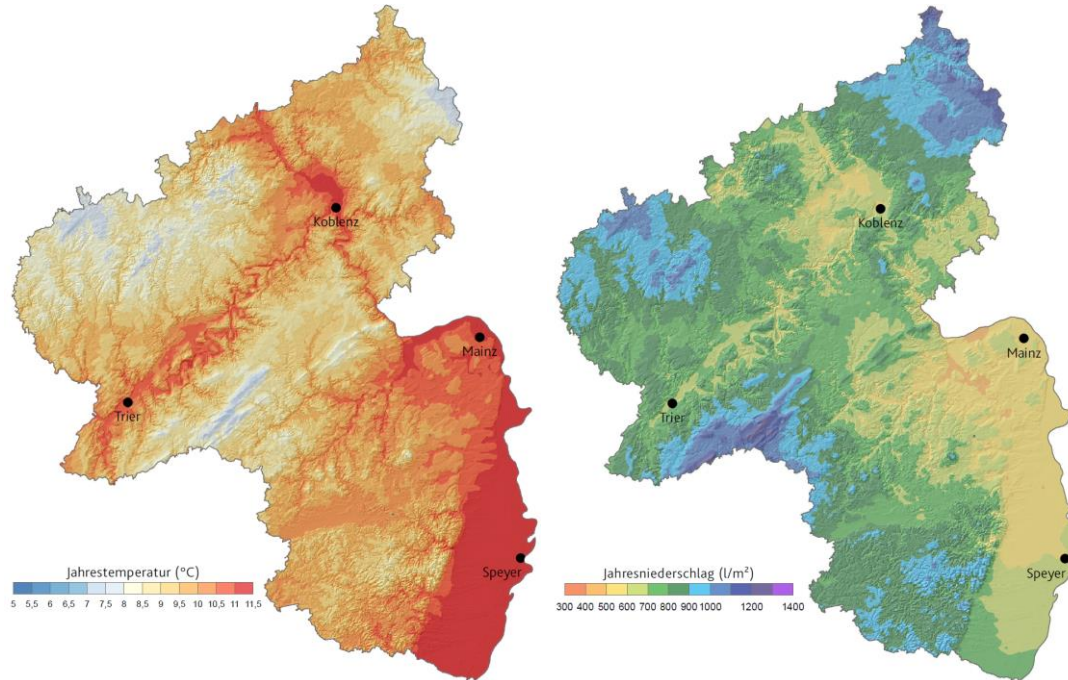 Koblenz
Mainz
Trier
Speyer
Jahrestemperatur (°C)
5 5,5 6 6,5 7 7,5 8 8,5 9 9.5 10 10,5 11 11,5
Koblenz
Mainz
Trier
Speyer
Jahresniederschlag (l/m²)
300 400 500 600 700 800 900 1000 1200 1400